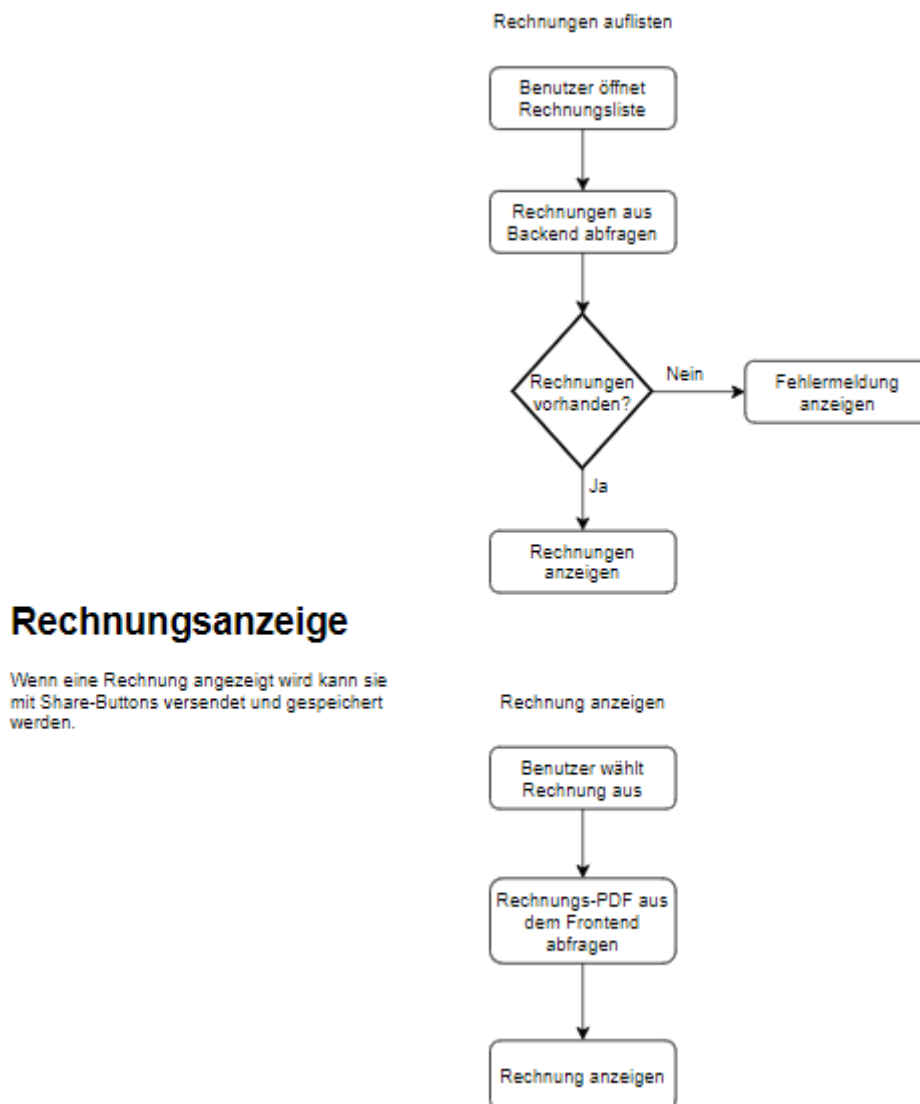 Rechnungen auflisten
Benutzer öffnet
Rechnungsliste
Rechnungen aus
Backend abfragen
Rechnungen
vorhanden?
Nein
Fehlermeldung
anzeigen
Ja
Rechnungen
anzeigen
Rechnungsanzeige
Wenn eine Rechnung angezeigt wird kann sie
mit Share-Buttons versendet und gespeichert
werden.
Rechnung anzeigen
Benutzer wählt
Rechnung aus
Rechnungs-PDF aus
dem Frontend
abfragen
Rechnung anzeigen